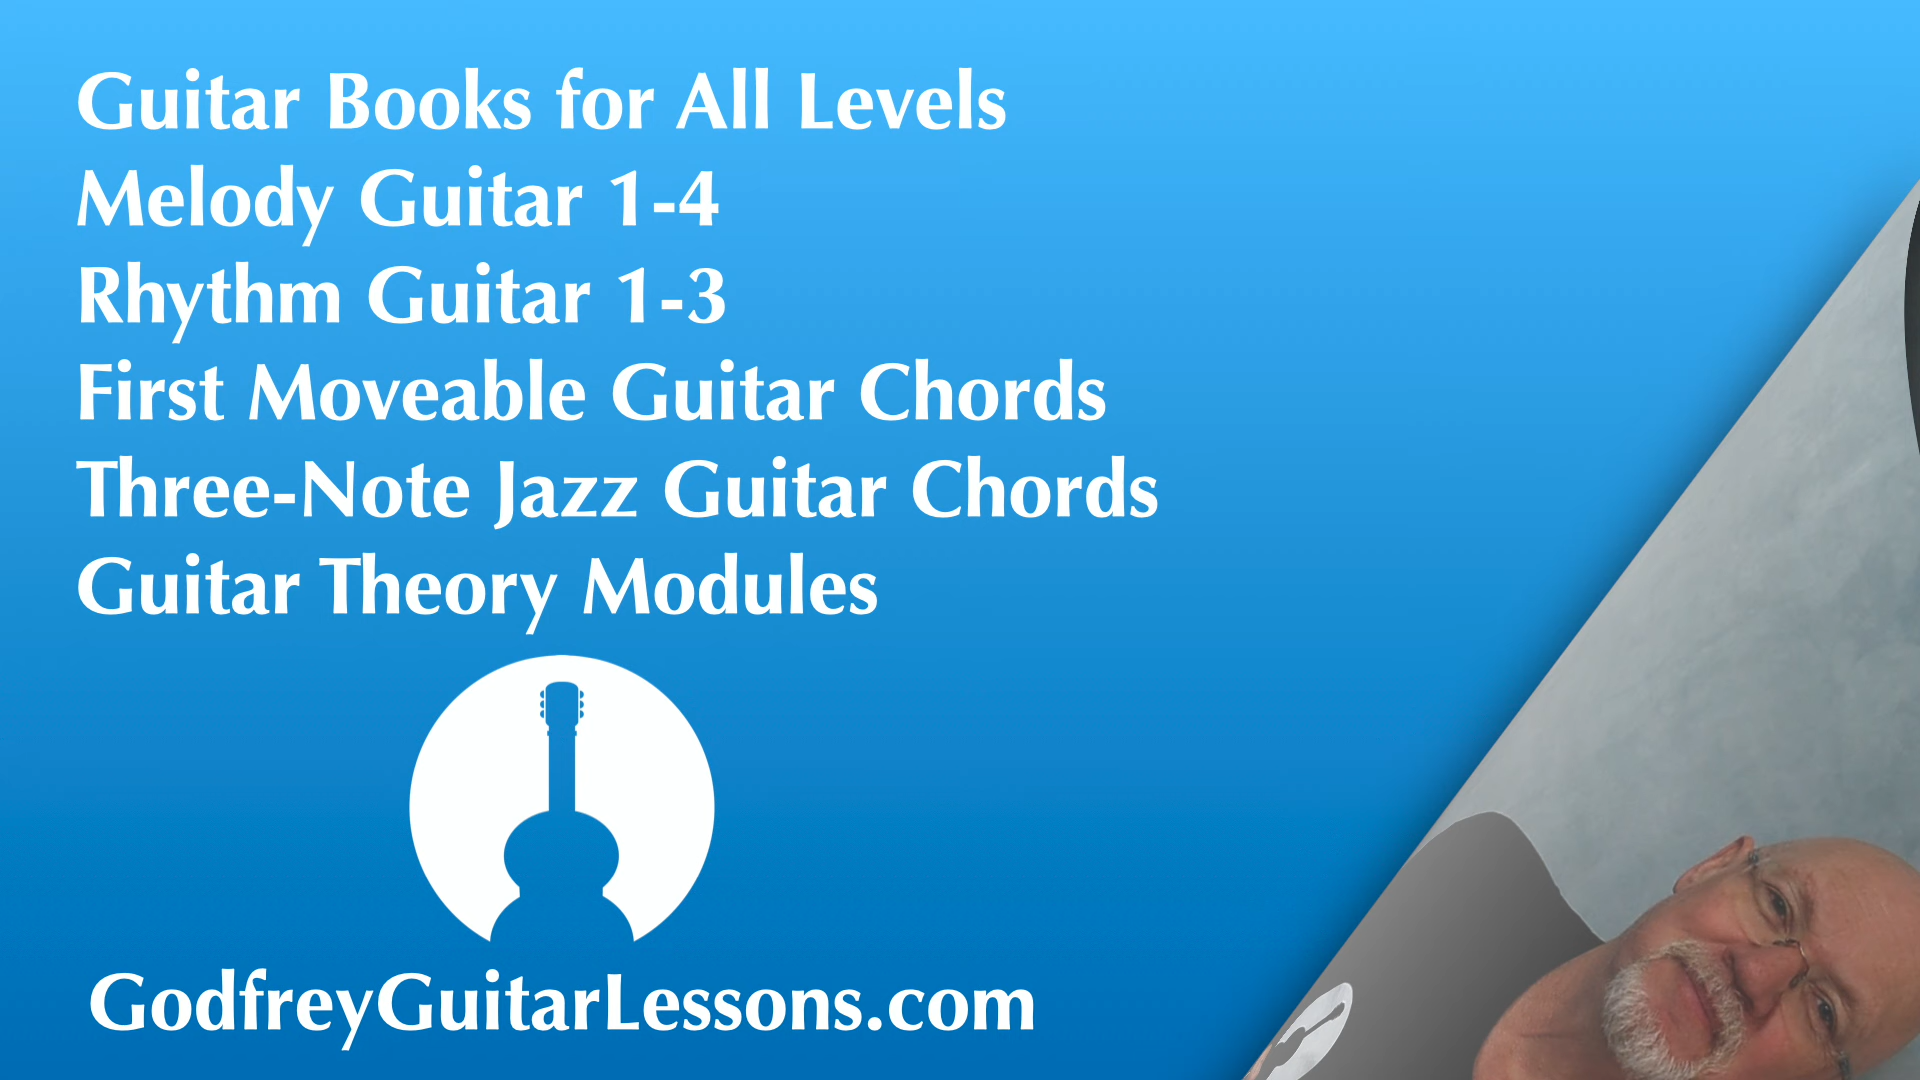 Guitar Books for All Levels
Melody Guitar 1-4
Rhythm Guitar 1-3
First Moveable Guitar Chords
Three-Note Jazz Guitar Chords
Guitar Theory Modules
GodfreyGuitarLessons.com